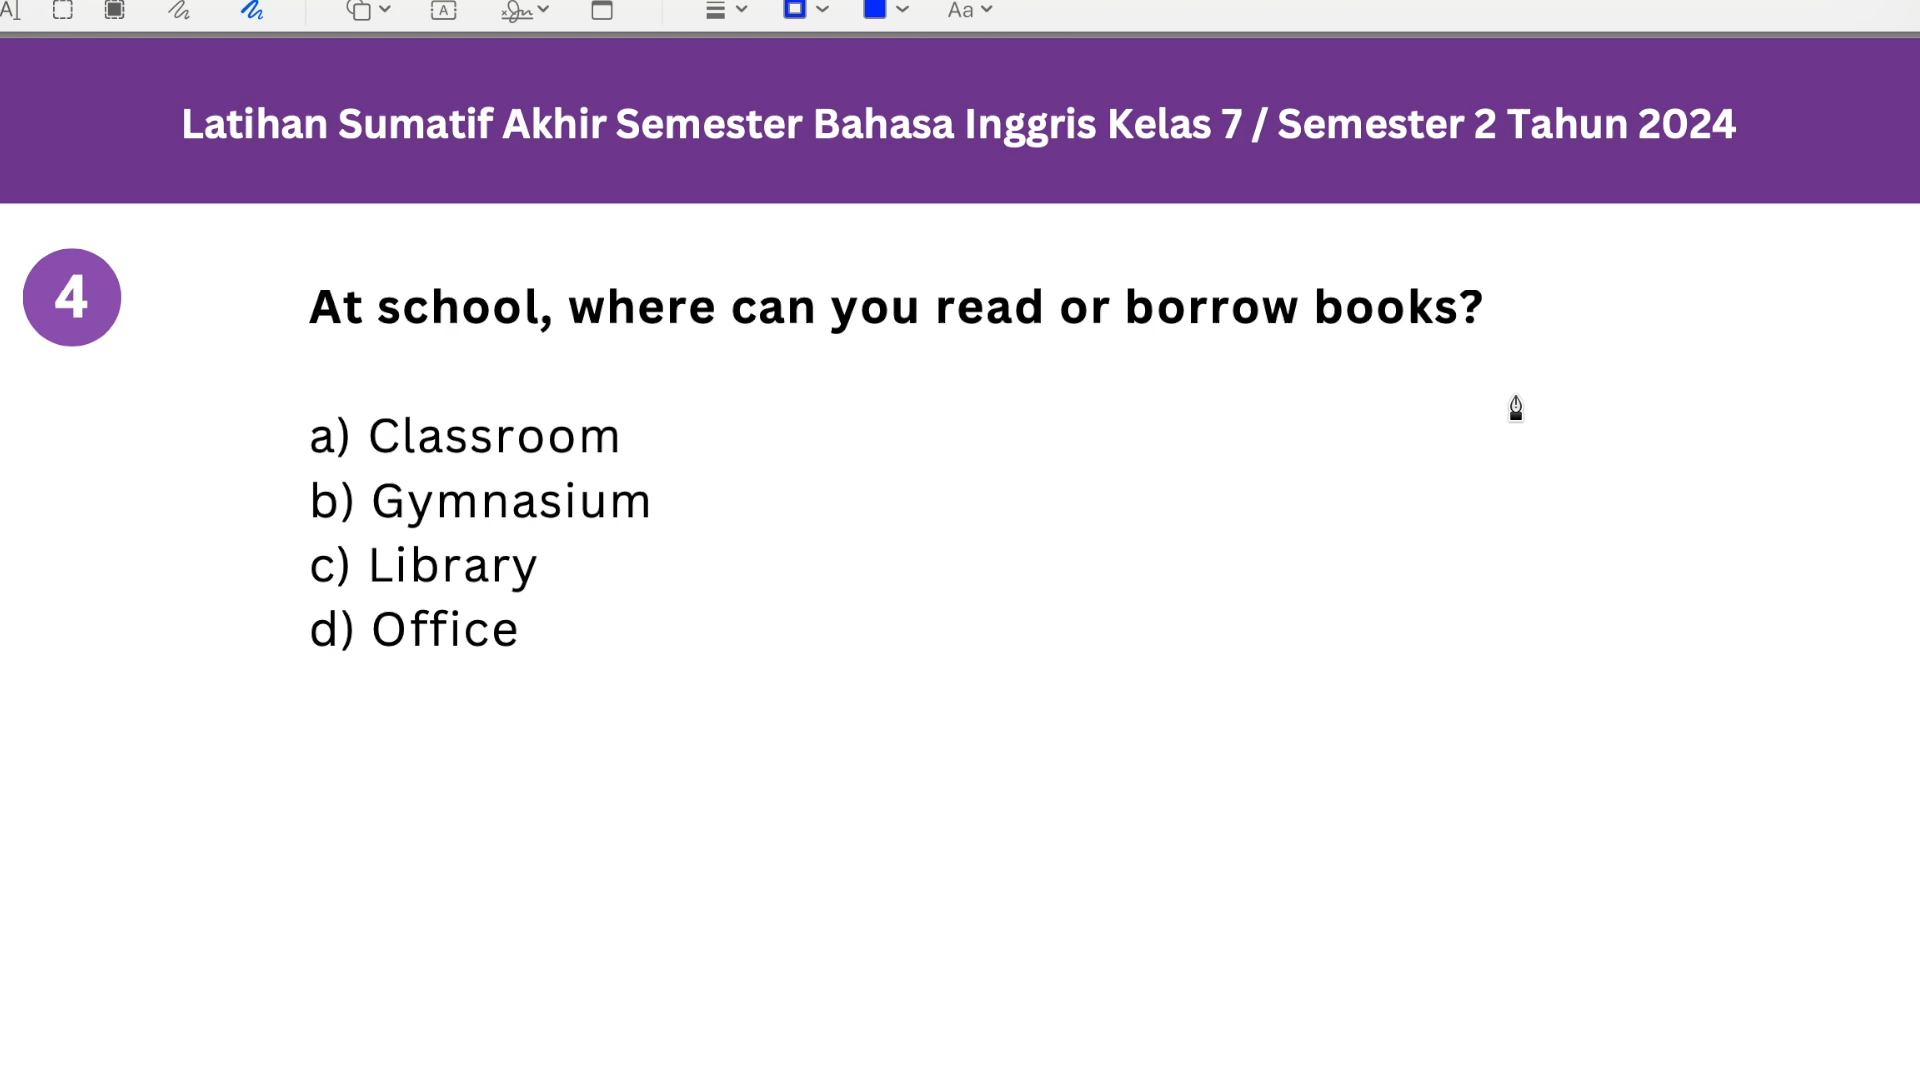 Latihan Sumatif Akhir Semester Bahasa Inggris Kelas 7 / Semester 2 Tahun 2024
4
At school, where can you read or borrow books?
a) Classroom
b) Gymnasium
c) Library
d) Office
Aa